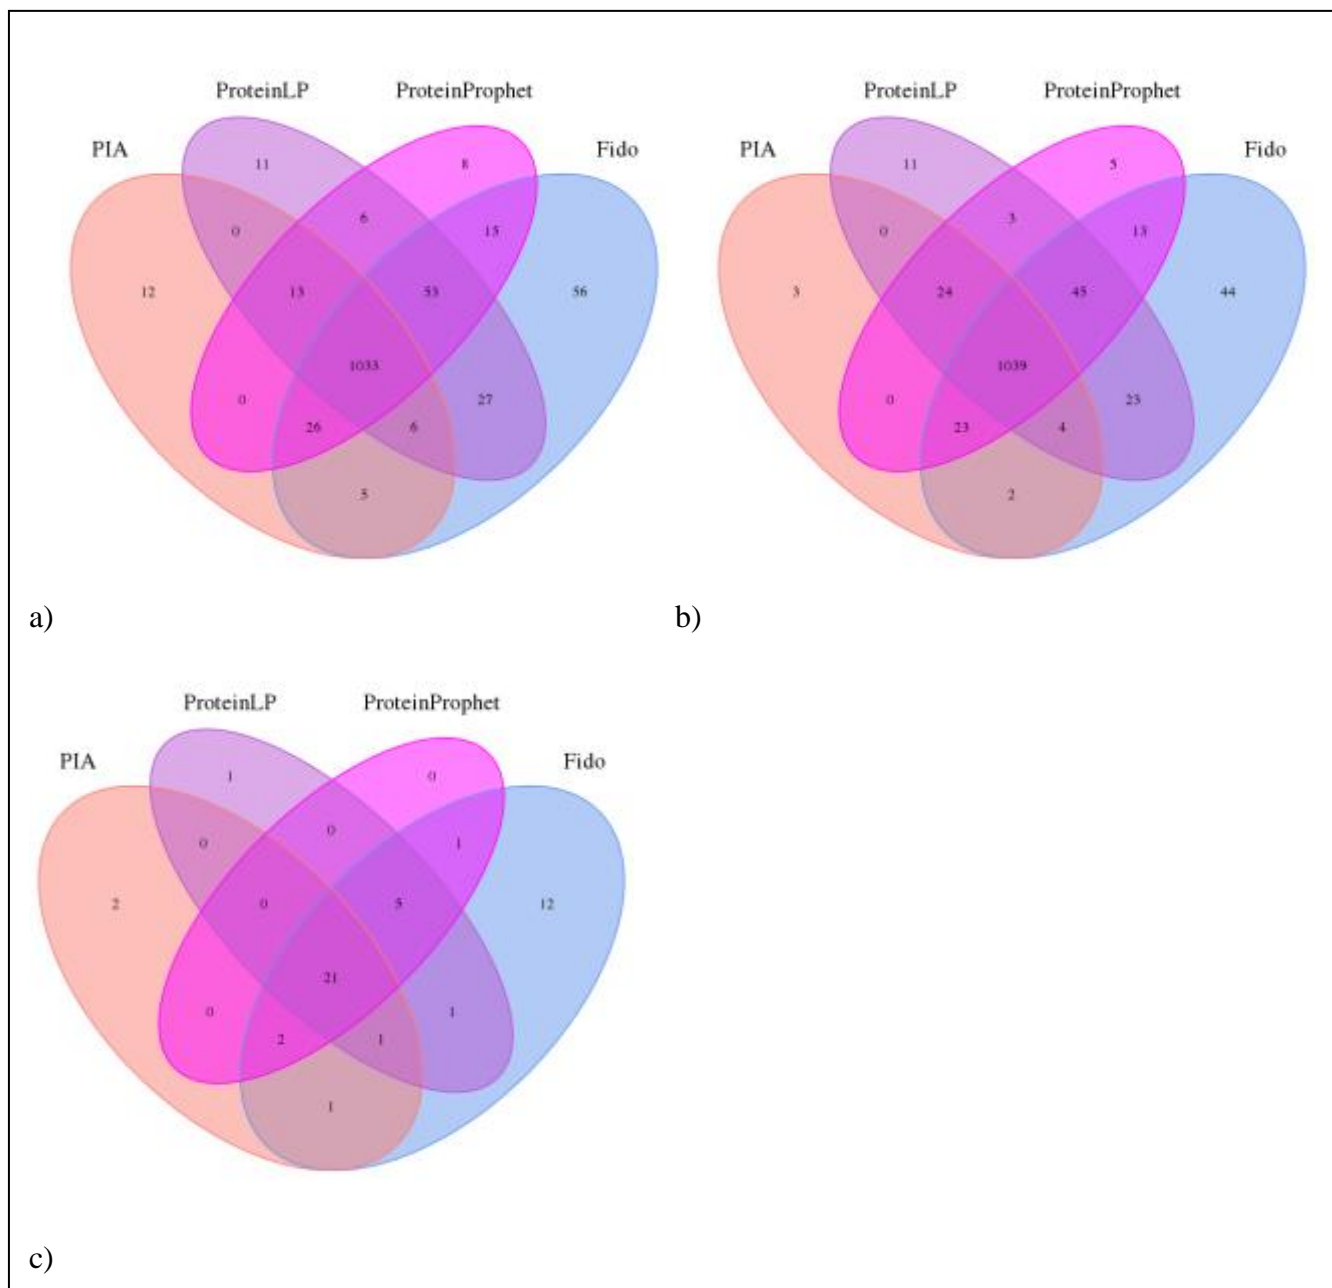 ProteinLP ProteinProphet
PIA Fido
11 8
6
0 15
12 13 53 56
1033
0 27
26 6
5
a)
ProteinLP ProteinProphet
PIA Fido
11 5
3
0 13
3 24 45 44
1039
0 23
23 4
2
b)
ProteinLP ProteinProphet
PIA Fido
1 0
0
0 1
2 0 5 12
21
0 1
2 1
1
c)